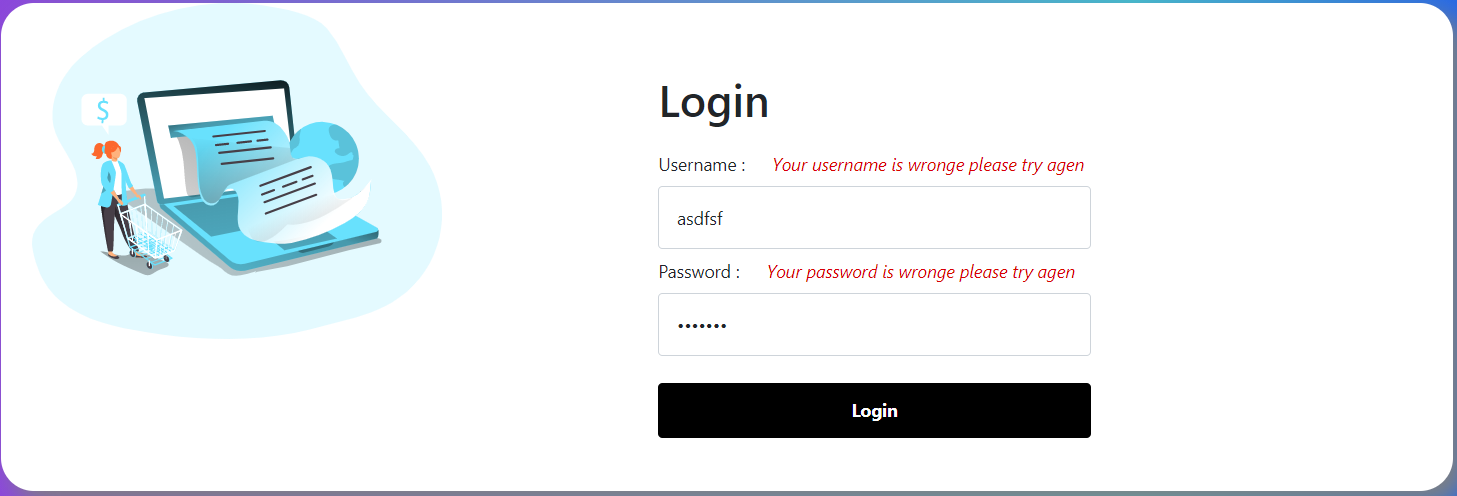 $
Login
Username : Your username is wronge please try agen
asdfsf
Password : Your password is wronge please try agen
•••••••
Login